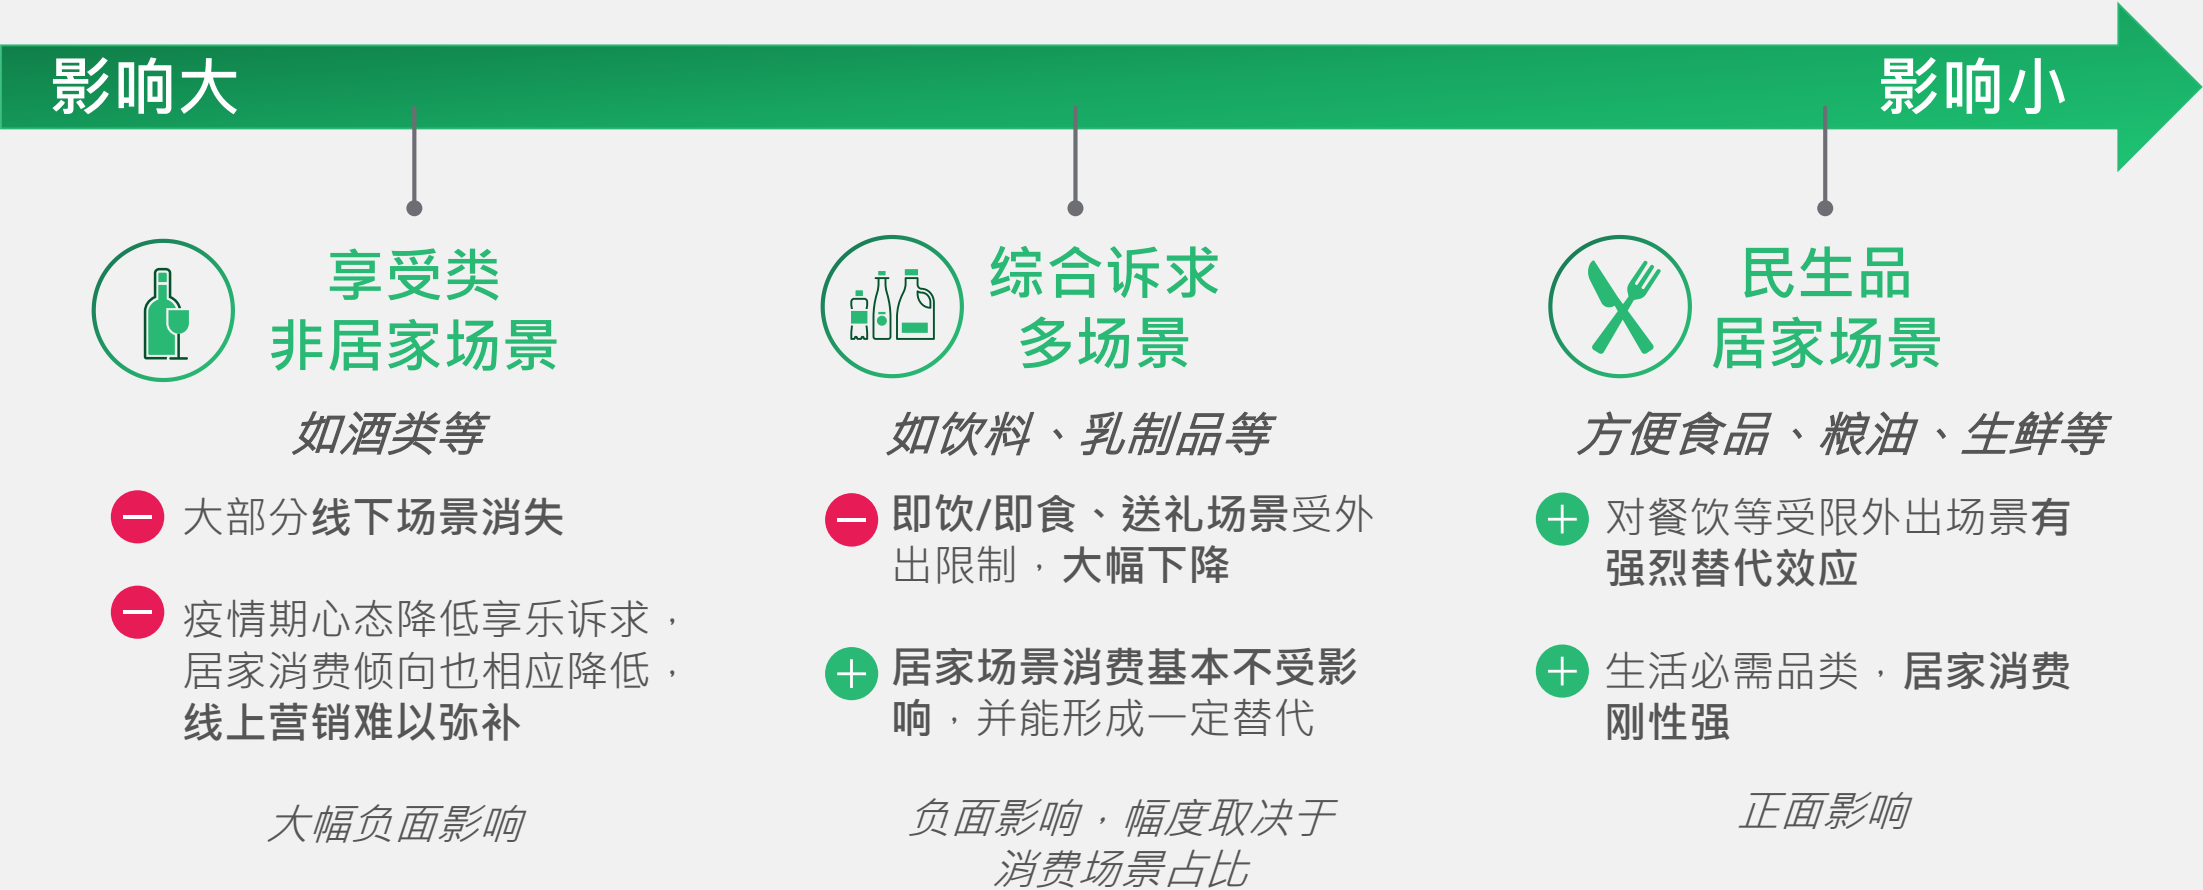 影响大
影响小
享受类
非居家场景
如酒类等
大部分线下场景消失
疫情期心态降低享乐诉求，
居家消费倾向也相应降低，
线上营销难以弥补
大幅负面影响
综合诉求
多场景
如饮料、乳制品等
即饮/即食、送礼场景受外
出限制，大幅下降
居家场景消费基本不受影
响，并能形成一定替代
负面影响，幅度取决于
消费场景占比
民生品
居家场景
方便食品、粮油、生鲜等
对餐饮等受限外出场景有
强烈替代效应
生活必需品类，居家消费
刚性强
正面影响